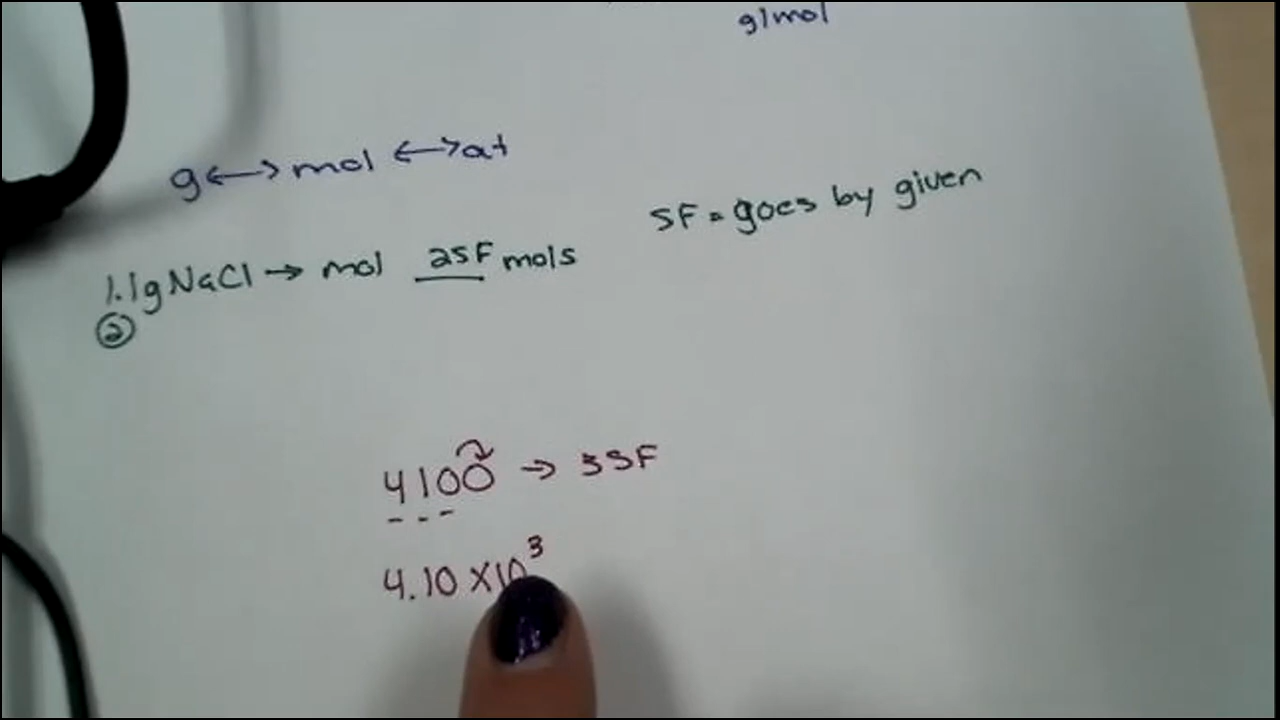 g/mol
g<->mol<->at
SF = goes by given
1.1g NaCl → mol 2SF mols
②
4100 → 3SF
4.10 x 10³